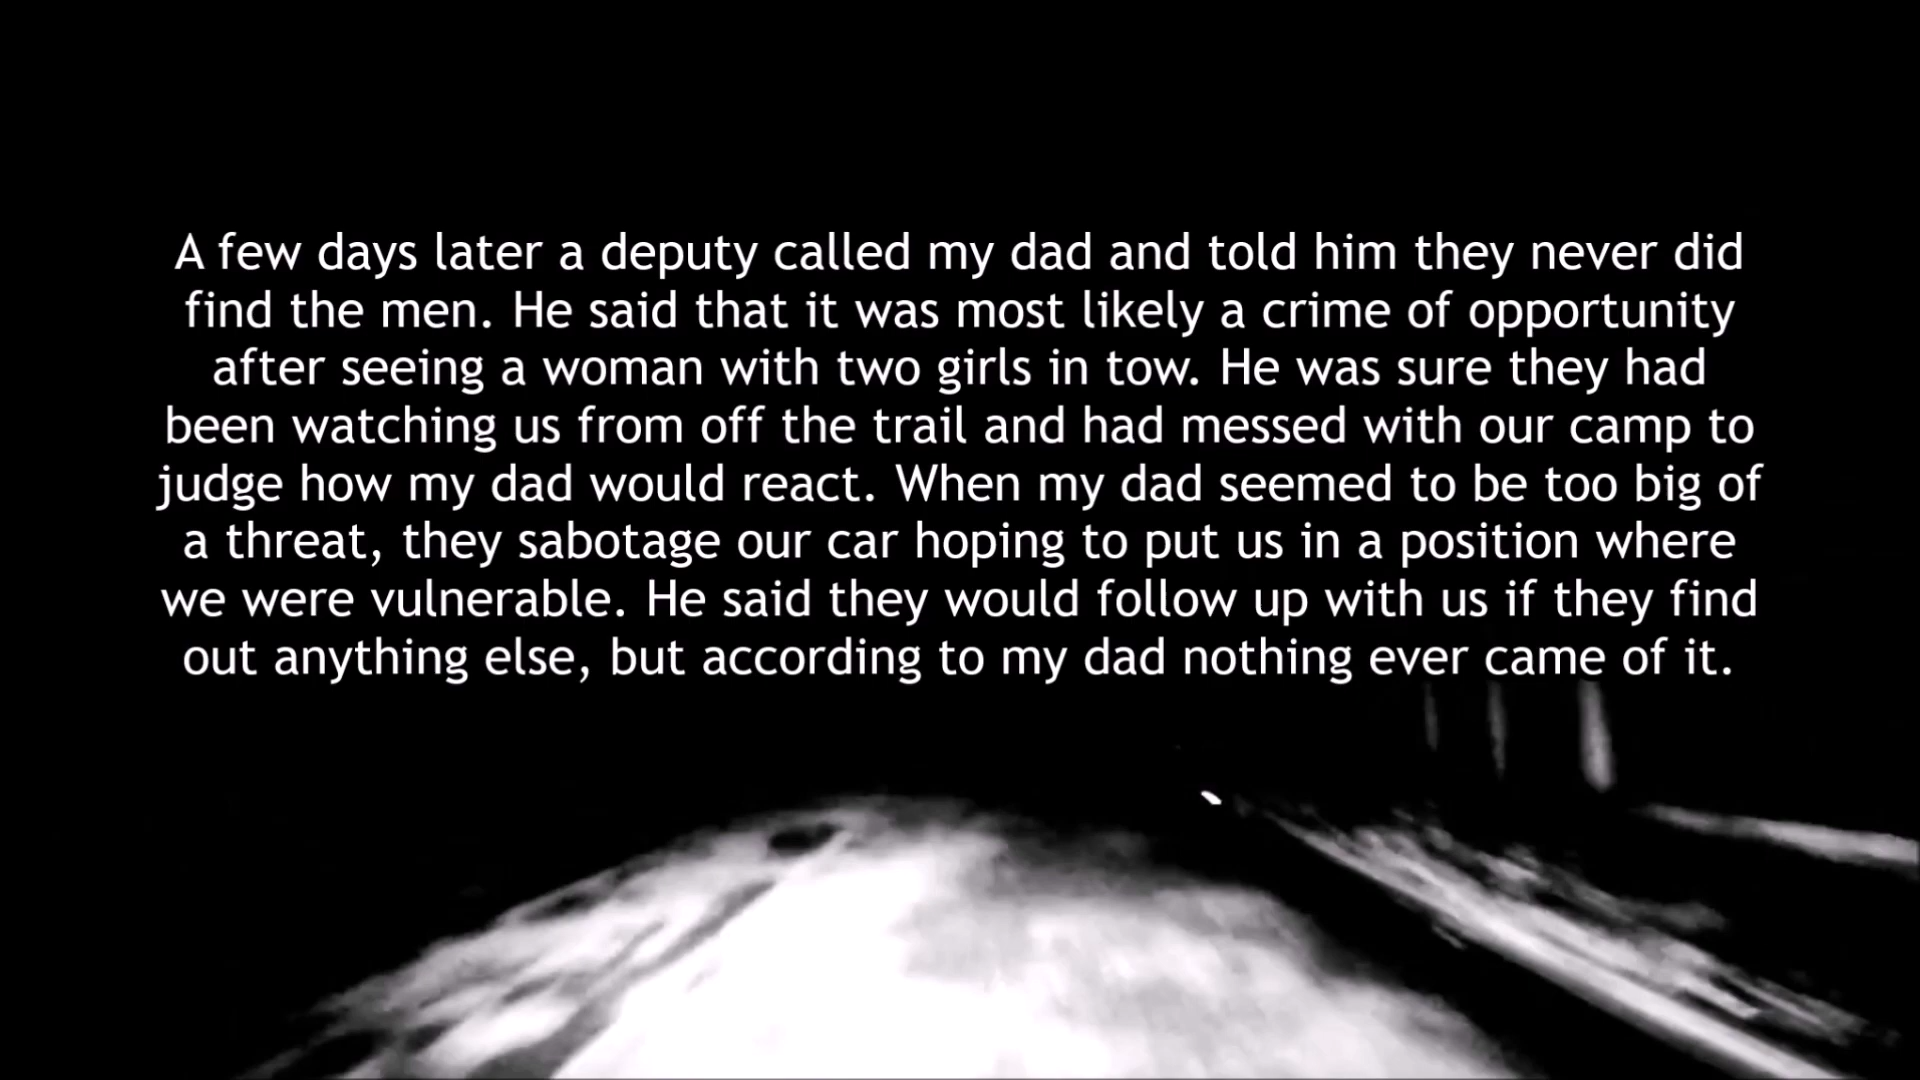 A few days later a deputy called my dad and told him they never did
find the men. He said that it was most likely a crime of opportunity
after seeing a woman with two girls in tow. He was sure they had
been watching us from off the trail and had messed with our camp to
judge how my dad would react. When my dad seemed to be too big of
a threat, they sabotage our car hoping to put us in a position where
we were vulnerable. He said they would follow up with us if they find
out anything else, but according to my dad nothing ever came of it.